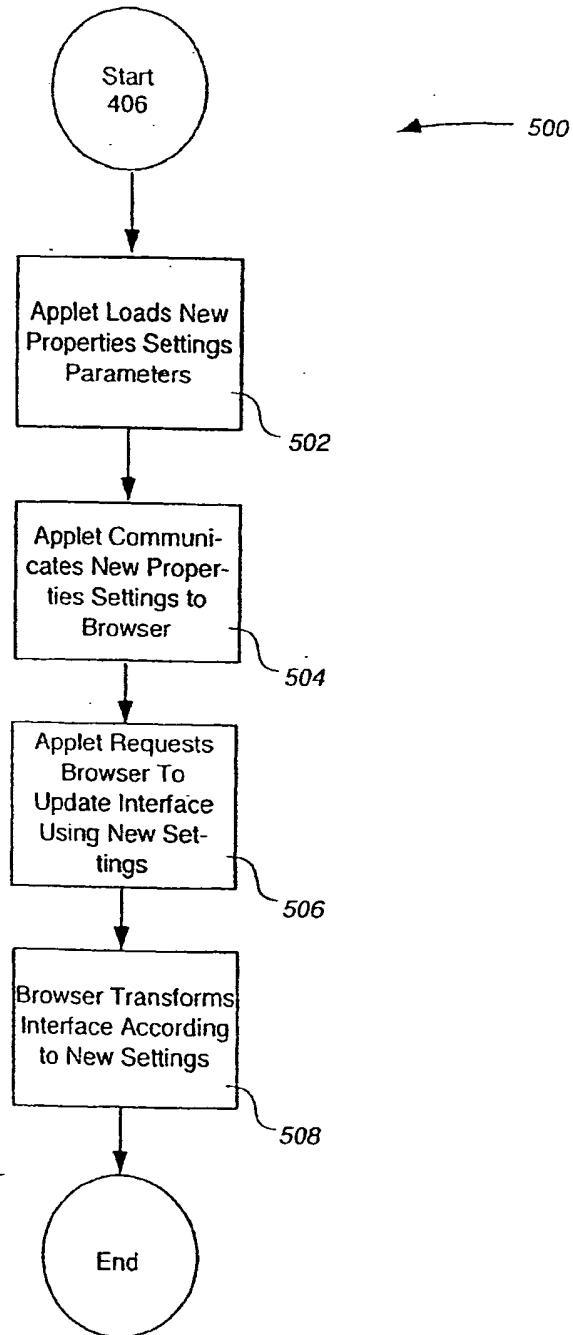 Start
406
500
Applet Loads New
Properties Settings
Parameters
502
Applet Communi-
cates New Proper-
ties Settings to
Browser
504
Applet Requests
Browser To
Update Interface
Using New Set-
tings
506
Browser Transforms
Interface According
to New Settings
508
End